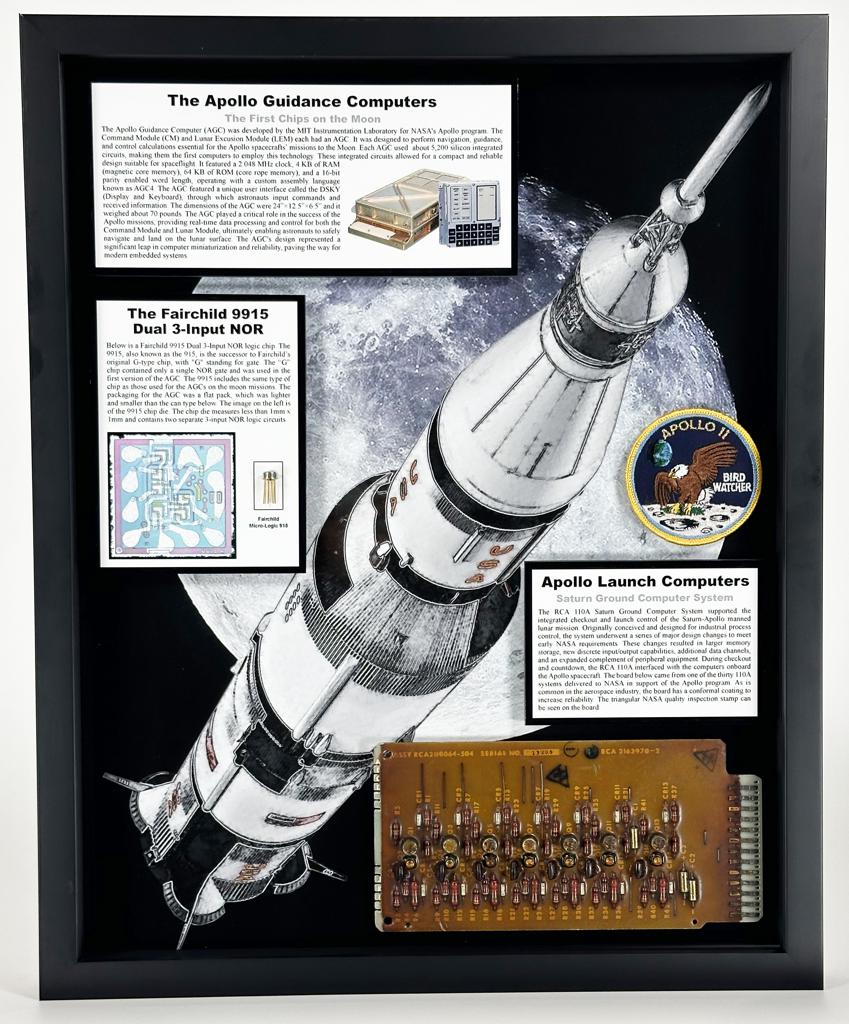 The Apollo Guidance Computers
The First Chips on the Moon
The Apollo Guidance Computer (AGC) was developed by the MIT Instrumentation Laboratory for NASA's Apollo program. The
Command Module (CM) and Lunar Excusion Module (LEM) each had an AGC. It was designed to perform navigation, guidance,
and control calculations essential for the Apollo spacecrafts' missions to the Moon. Each AGC used about 5,200 silicon integrated
circuits, making them the first computers to employ this technology. These integrated circuits allowed for a compact and reliable
design suitable for spaceflight. It featured a 2.048 MHz clock, 4 KB of RAM
(magnetic core memory), 64 KB of ROM (core rope memory), and a 16-bit
parity enabled word length, operating with a custom assembly language
known as AGC4. The AGC featured a unique user interface called the DSKY
(Display and Keyboard), through which astronauts input commands and
received information. The dimensions of the AGC were 24"×12.5"×6.5" and it
weighed about 70 pounds. The AGC played a critical role in the success of the
Apollo missions, providing real-time data processing and control for both the
Command Module and Lunar Module, ultimately enabling astronauts to safely
navigate and land on the lunar surface. The AGC's design represented a
significant leap in computer miniaturization and reliability, paving the way for
modern embedded systems.
The Fairchild 9915
Dual 3-Input NOR
Below is a Fairchild 9915 Dual 3-Input NOR logic chip. The
9915, also known as the 915, is the successor to Fairchild's
original G-type chip, with "G" standing for gate. The "G"
chip contained only a single NOR gate and was used in the
first version of the AGC. The 9915 includes the same type of
chip as those used for the AGC's on the moon missions. The
packaging for the AGC was a flat pack, which was lighter
and smaller than the can type below. The image on the left is
of the 9915 chip die. The chip die measures less than 1mm x
1mm and contains two separate 3-input NOR logic circuits.
Fairchild
Micro-Logic 915
USA
APOLLO 11
BIRD
WATCHER
Apollo Launch Computers
Saturn Ground Computer System
The RCA 110A Saturn Ground Computer System supported the
integrated checkout and launch control of the Saturn-Apollo manned
lunar mission. Originally conceived and designed for industrial process
control, the system underwent a series of major design changes to meet
early NASA requirements. These changes resulted in larger memory
storage, new discrete input/output capabilities, additional data channels,
and an expanded complement of peripheral equipment. During checkout
and countdown, the RCA 110A interfaced with the computers onboard
the Apollo spacecraft. The board below came from one of the thirty 110A
systems delivered to NASA in support of the Apollo program. As is
common in the aerospace industry, the board has a conformal coating to
increase reliability. The triangular NASA quality inspection stamp can
be seen on the board.
SERIAL NO.
RCA 2163970-2